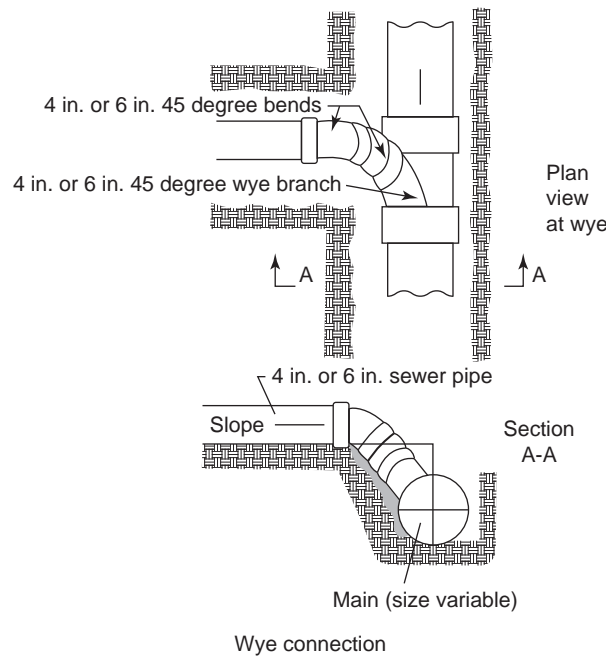 4 in. or 6 in. 45 degree bends
4 in. or 6 in. 45 degree wye branch
Plan
view
at wye
A
A
4 in. or 6 in. sewer pipe
Slope
Section
A-A
Main (size variable)
Wye connection